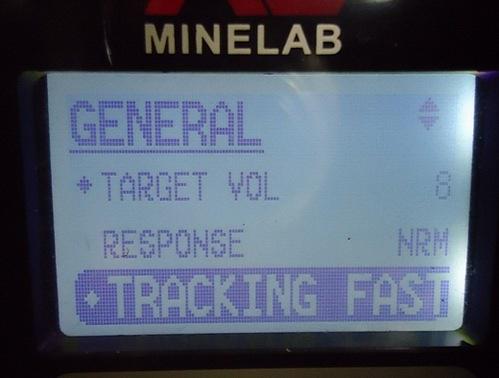 MINELAB
GENERAL
TARGET VOL 8
RESPONSE NRM
TRACKING FAST